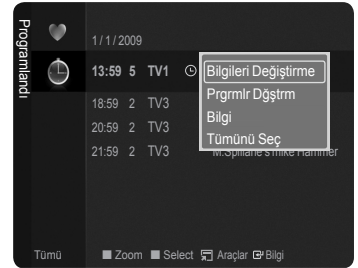 Programlandı
1 / 1 / 2009
13:59 5 TV1
18:59 2 TV3
20:59 2 TV3
21:59 2 TV3 M.Spillane's mike Hammer
Bilgileri Değiştirme
Prgrmlr Dğştrm
Bilgi
Tümünü Seç
Tümü Zoom Select Araçlar Bilgi